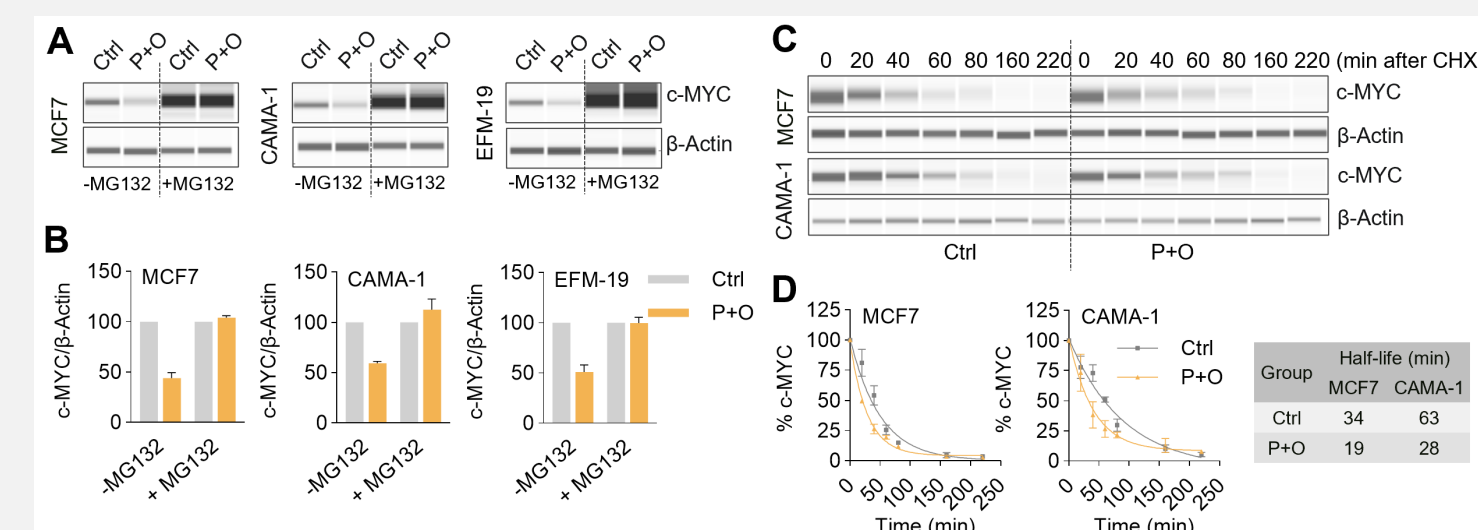 A
Ctrl P+O Ctrl P+O
MCF7
-MG132 +MG132
Ctrl P+O Ctrl P+O
CAMA-1
-MG132 +MG132
Ctrl P+O Ctrl P+O
EFM-19
c-MYC
β-Actin
-MG132 +MG132
B
c-MYC/β-Actin
MCF7
150
100
50
0
-MG132
+ MG132
c-MYC/β-Actin
CAMA-1
150
100
50
0
-MG132
+ MG132
c-MYC/β-Actin
EFM-19
150
100
50
0
-MG132
+ MG132
Ctrl
P+O
C
0 20 40 60 80 160 220 0 20 40 60 80 160 220 (min after CHX
MCF7
c-MYC
β-Actin
CAMA-1
c-MYC
β-Actin
Ctrl P+O
D
% c-MYC
MCF7
125
100
75
50
25
0
0 50 100 150 200 250
Time (min)
% c-MYC
CAMA-1
125
100
75
50
25
0
0 50 100 150 200 250
Time (min)
Ctrl
P+O
Group Half-life (min)
MCF7 CAMA-1
Ctrl 34 63
P+O 19 28